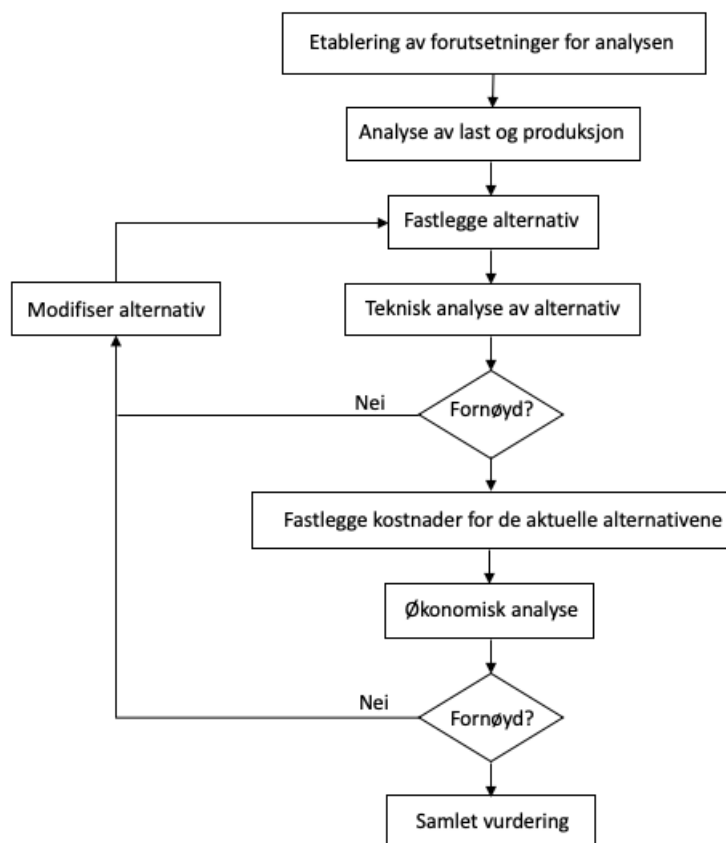 Etablering av forutsetninger for analysen
Analyse av last og produksjon
Fastlegge alternativ
Modifiser alternativ
Teknisk analyse av alternativ
Nei
Fornøyd?
Fastlegge kostnader for de aktuelle alternativene
Økonomisk analyse
Nei
Fornøyd?
Samlet vurdering